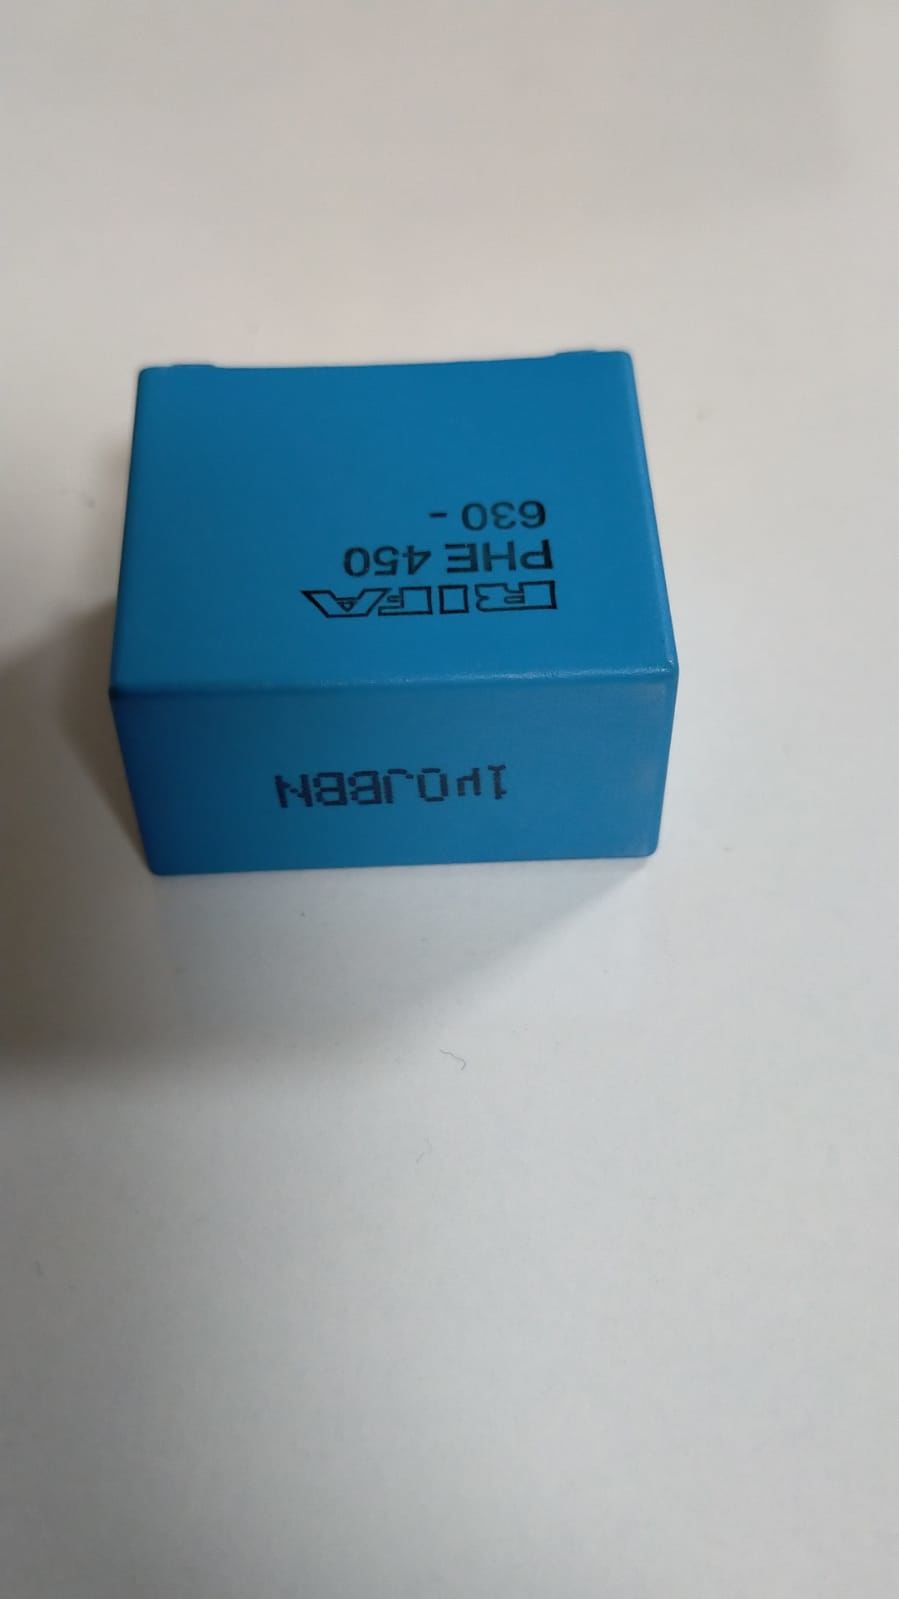 RIFA
PHE 450
630 -
1µ0JBBN